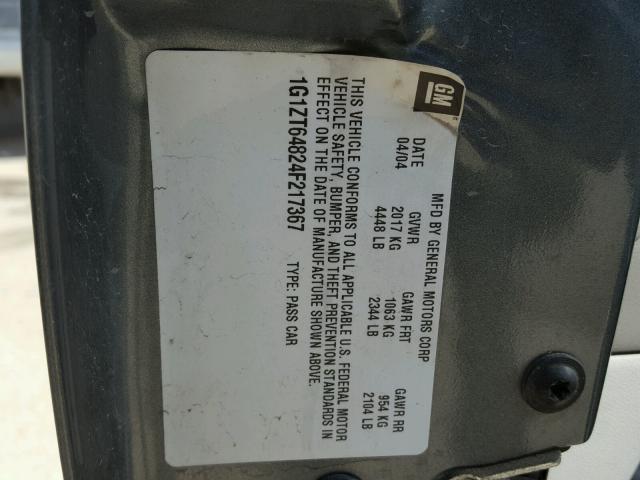 GM
MFD BY GENERAL MOTORS CORP
DATE GVWR GAWR FRT GAWR RR
04/04 2017 KG 1063 KG 954 KG
4448 LB 2344 LB 2104 LB
THIS VEHICLE CONFORMS TO ALL APPLICABLE U.S. FEDERAL MOTOR
VEHICLE SAFETY, BUMPER, AND THEFT PREVENTION STANDARDS IN
EFFECT ON THE DATE OF MANUFACTURE SHOWN ABOVE.
1G1ZT64824F217367 TYPE: PASS CAR